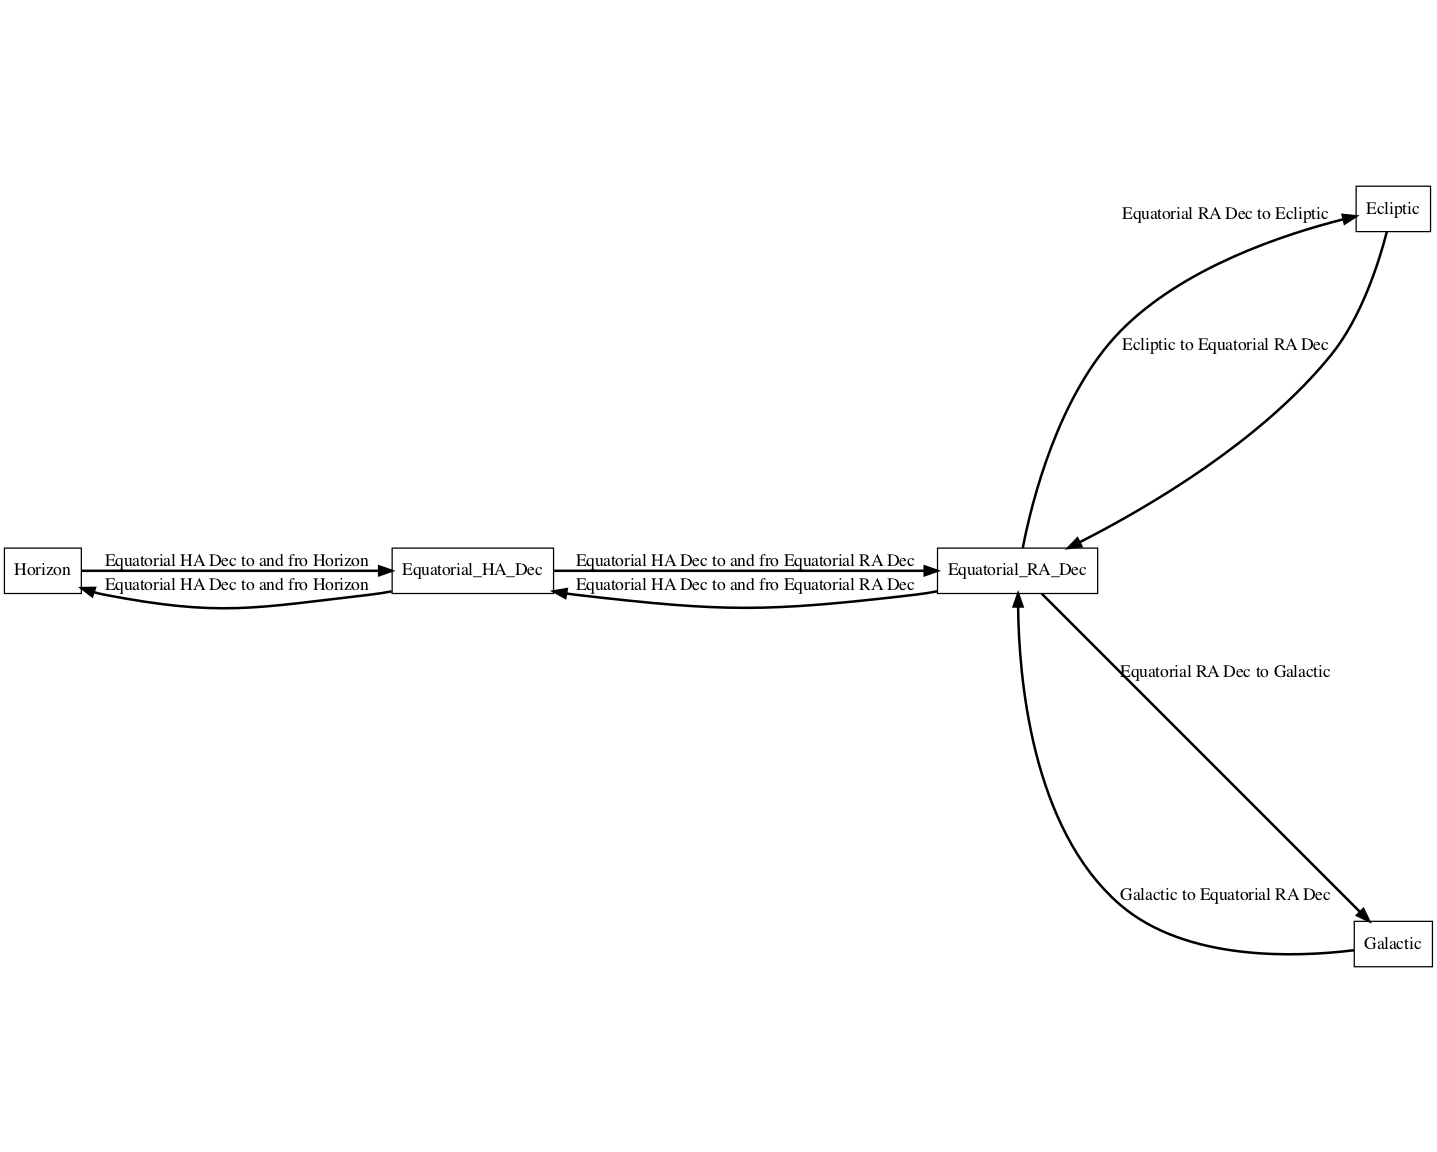 Ecliptic
Equatorial RA Dec to Ecliptic
Ecliptic to Equatorial RA Dec
Equatorial HA Dec to and fro Horizon
Equatorial HA Dec to and fro Equatorial RA Dec
Horizon
Equatorial_HA_Dec
Equatorial_RA_Dec
Equatorial HA Dec to and fro Horizon
Equatorial HA Dec to and fro Equatorial RA Dec
Equatorial RA Dec to Galactic
Galactic to Equatorial RA Dec
Galactic